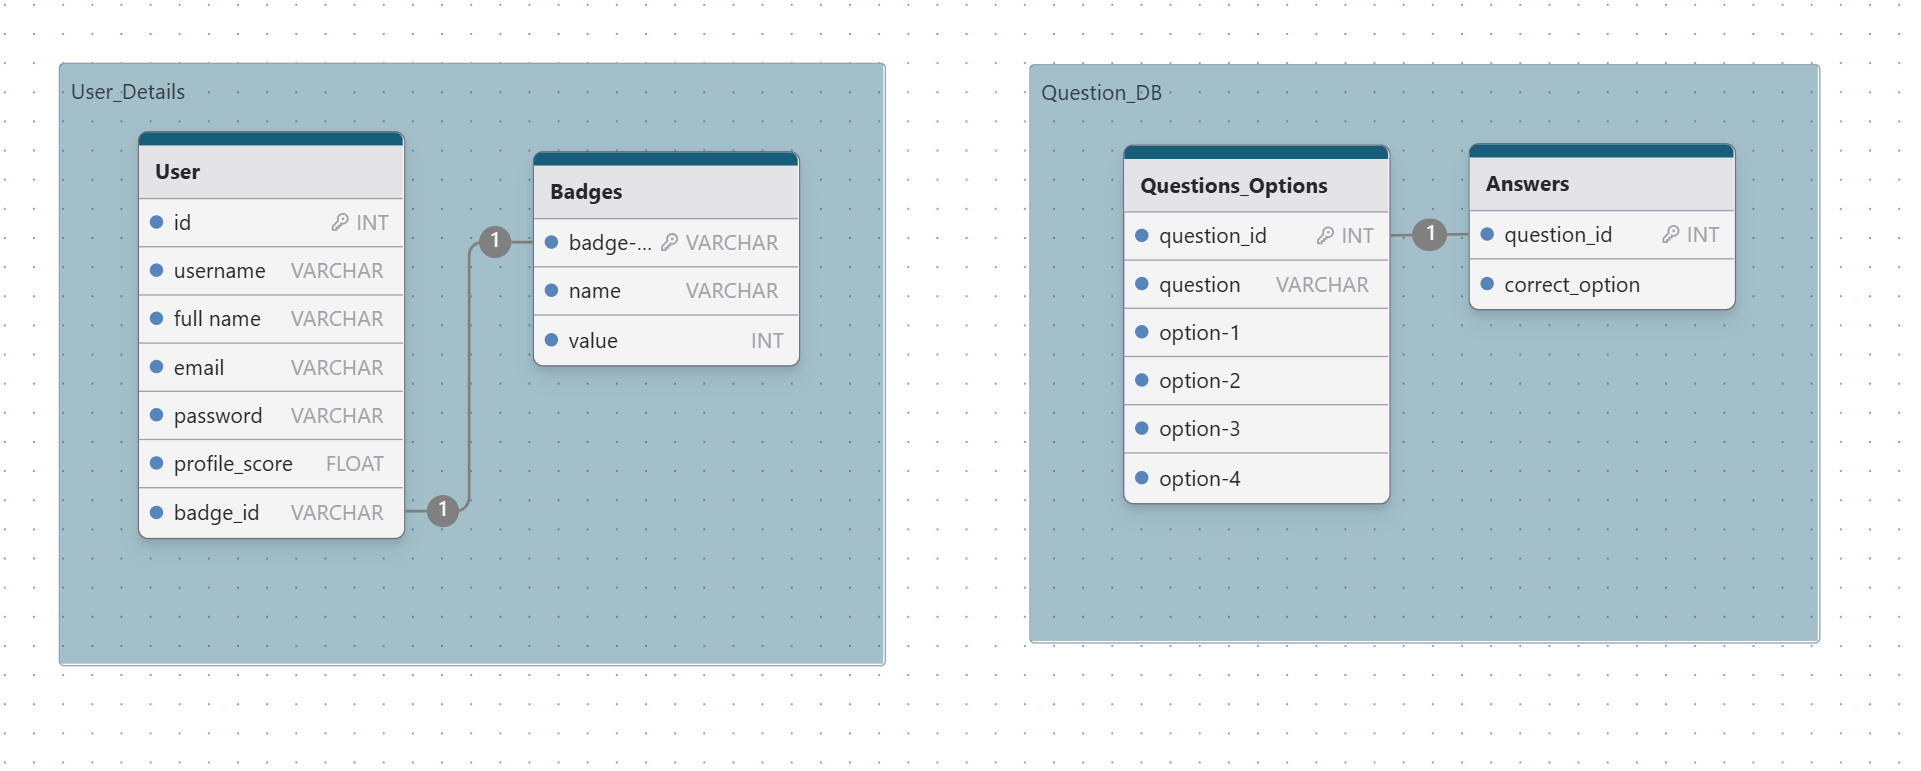 User_Details
User
id INT
username VARCHAR
full name VARCHAR
email VARCHAR
password VARCHAR
profile_score FLOAT
badge_id VARCHAR
1
1
Badges
badge-... VARCHAR
name VARCHAR
value INT
Question_DB
Questions_Options
question_id INT
question VARCHAR
option-1
option-2
option-3
option-4
1
Answers
question_id INT
correct_option